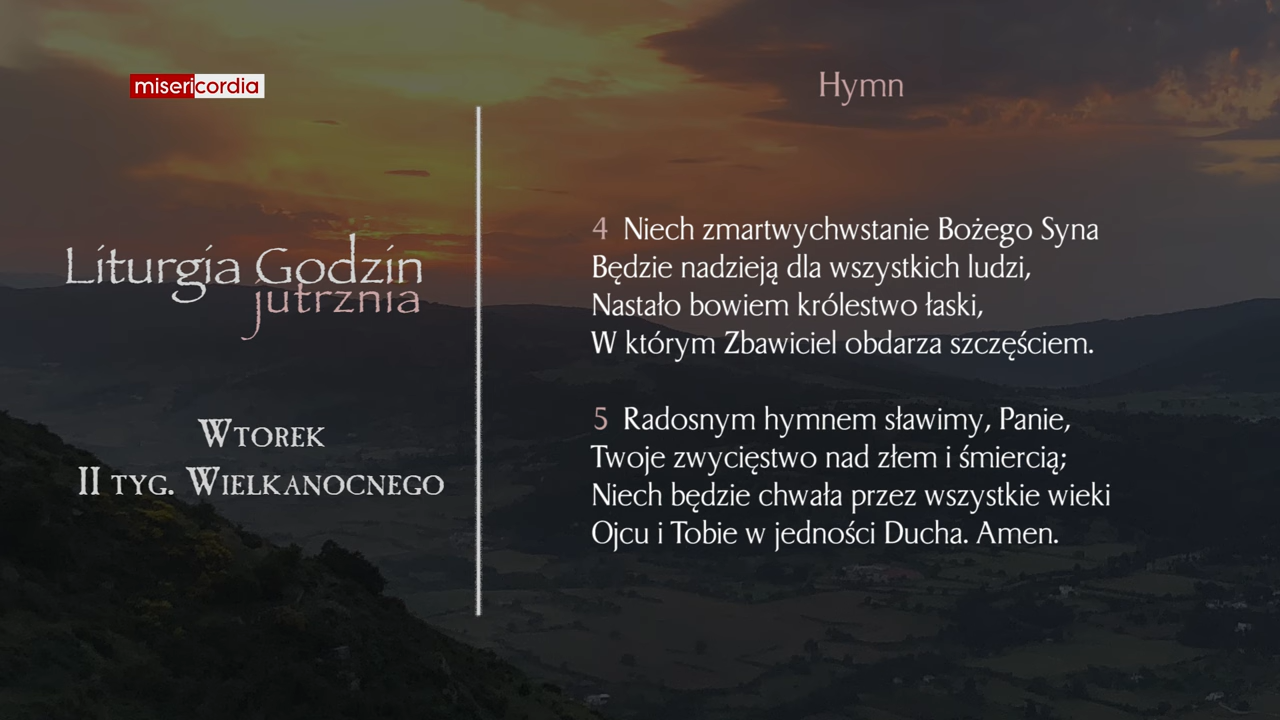 misericordia
Liturgia Godzin
jutrznia
Wtorek
II tyg. Wielkanocnego
Hymn
4 Niech zmartwychwstanie Bożego Syna
Będzie nadzieją dla wszystkich ludzi,
Nastało bowiem królestwo łaski,
W którym Zbawiciel obdarza szczęściem.
5 Radosnym hymnem sławimy, Panie,
Twoje zwycięstwo nad złem i śmiercią;
Niech będzie chwała przez wszystkie wieki
Ojcu i Tobie w jedności Ducha. Amen.